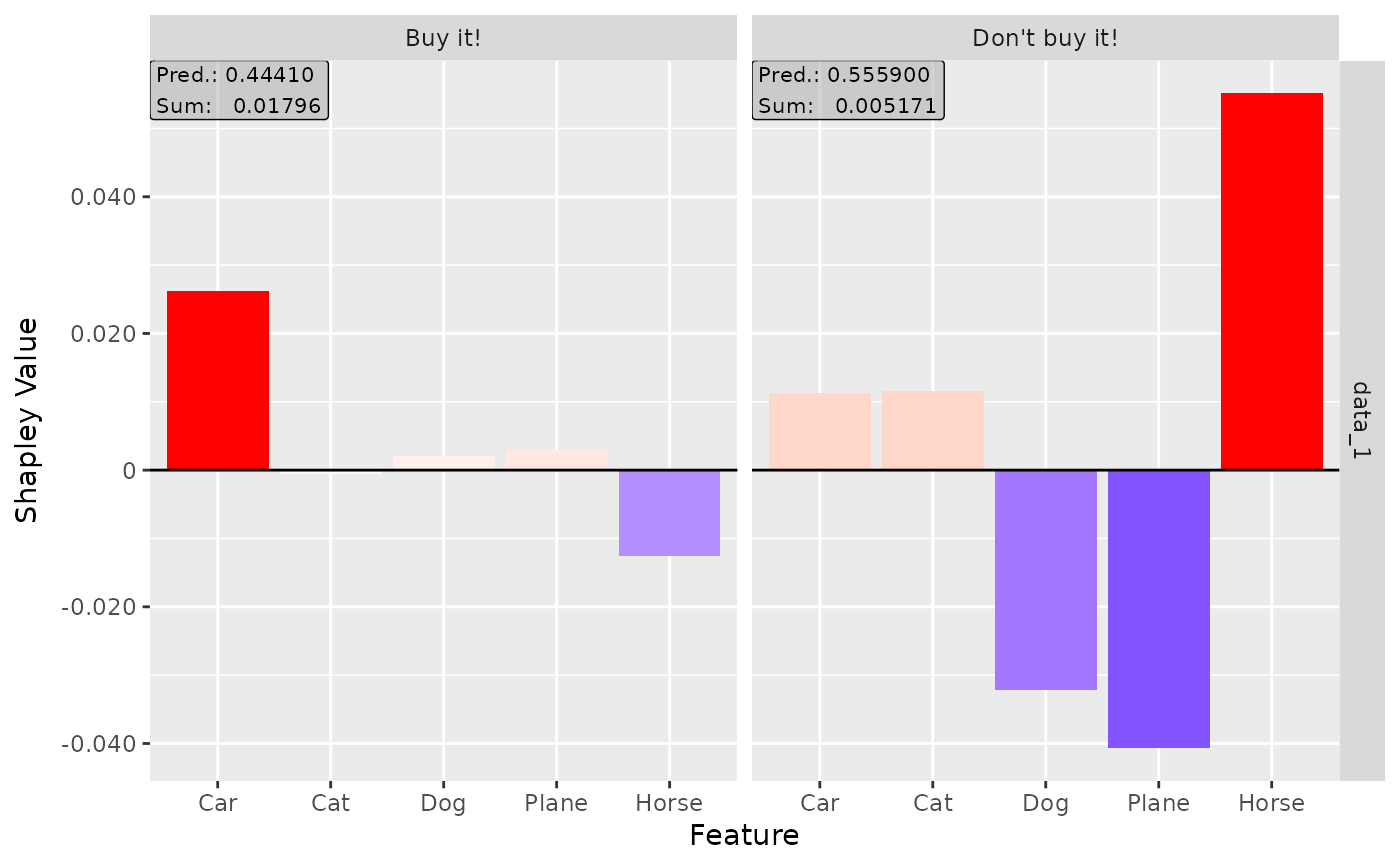 Buy it!
Don't buy it!
Pred.: 0.44410
Sum: 0.01796
Pred.: 0.555900
Sum: 0.005171
0.040
0.020
0
-0.020
-0.040
Shapley Value
data_1
Car Cat Dog Plane Horse
Car Cat Dog Plane Horse
Feature